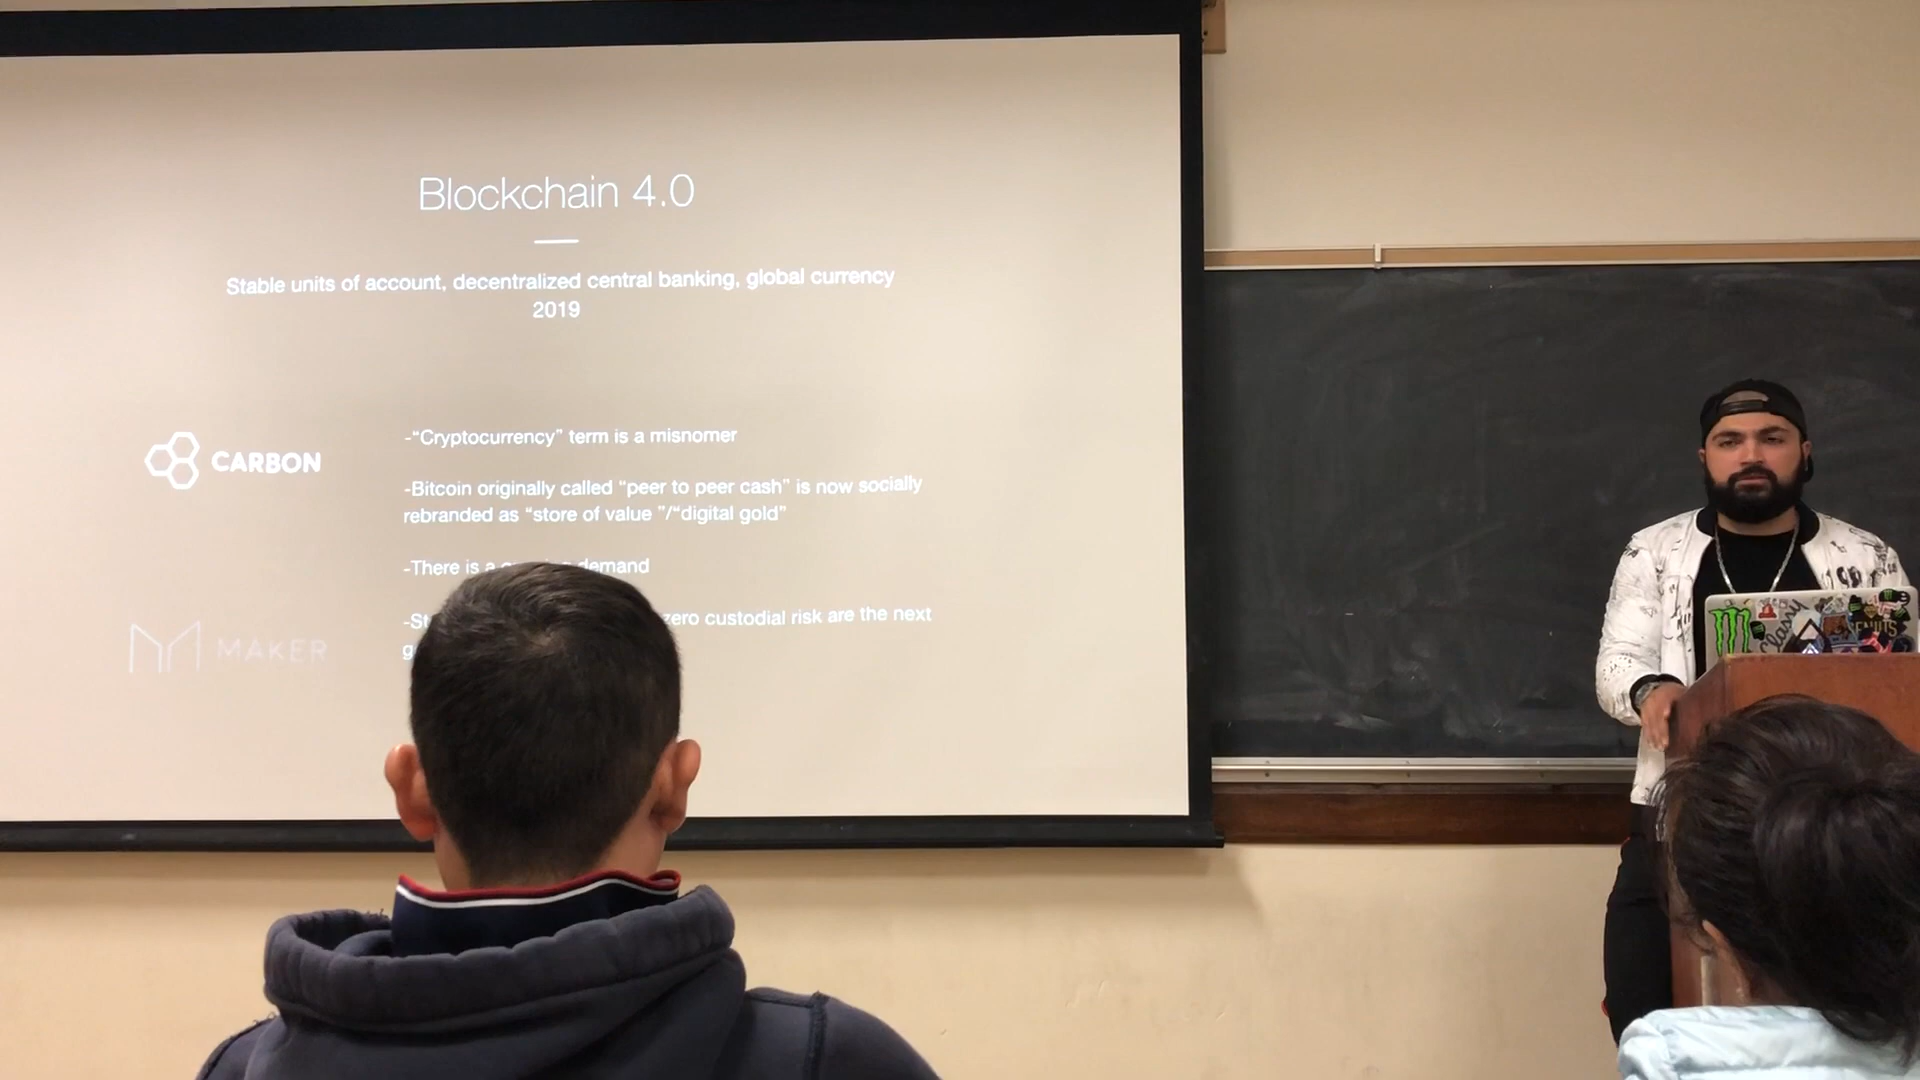 Blockchain 4.0
Stable units of account, decentralized central banking, global currency
2019
CARBON
-“Cryptocurrency” term is a misnomer
-Bitcoin originally called “peer to peer cash” is now socially
rebranded as “store of value ”/“digital gold”
-There is a demand
zero custodial risk are the next
MAKER
Classy